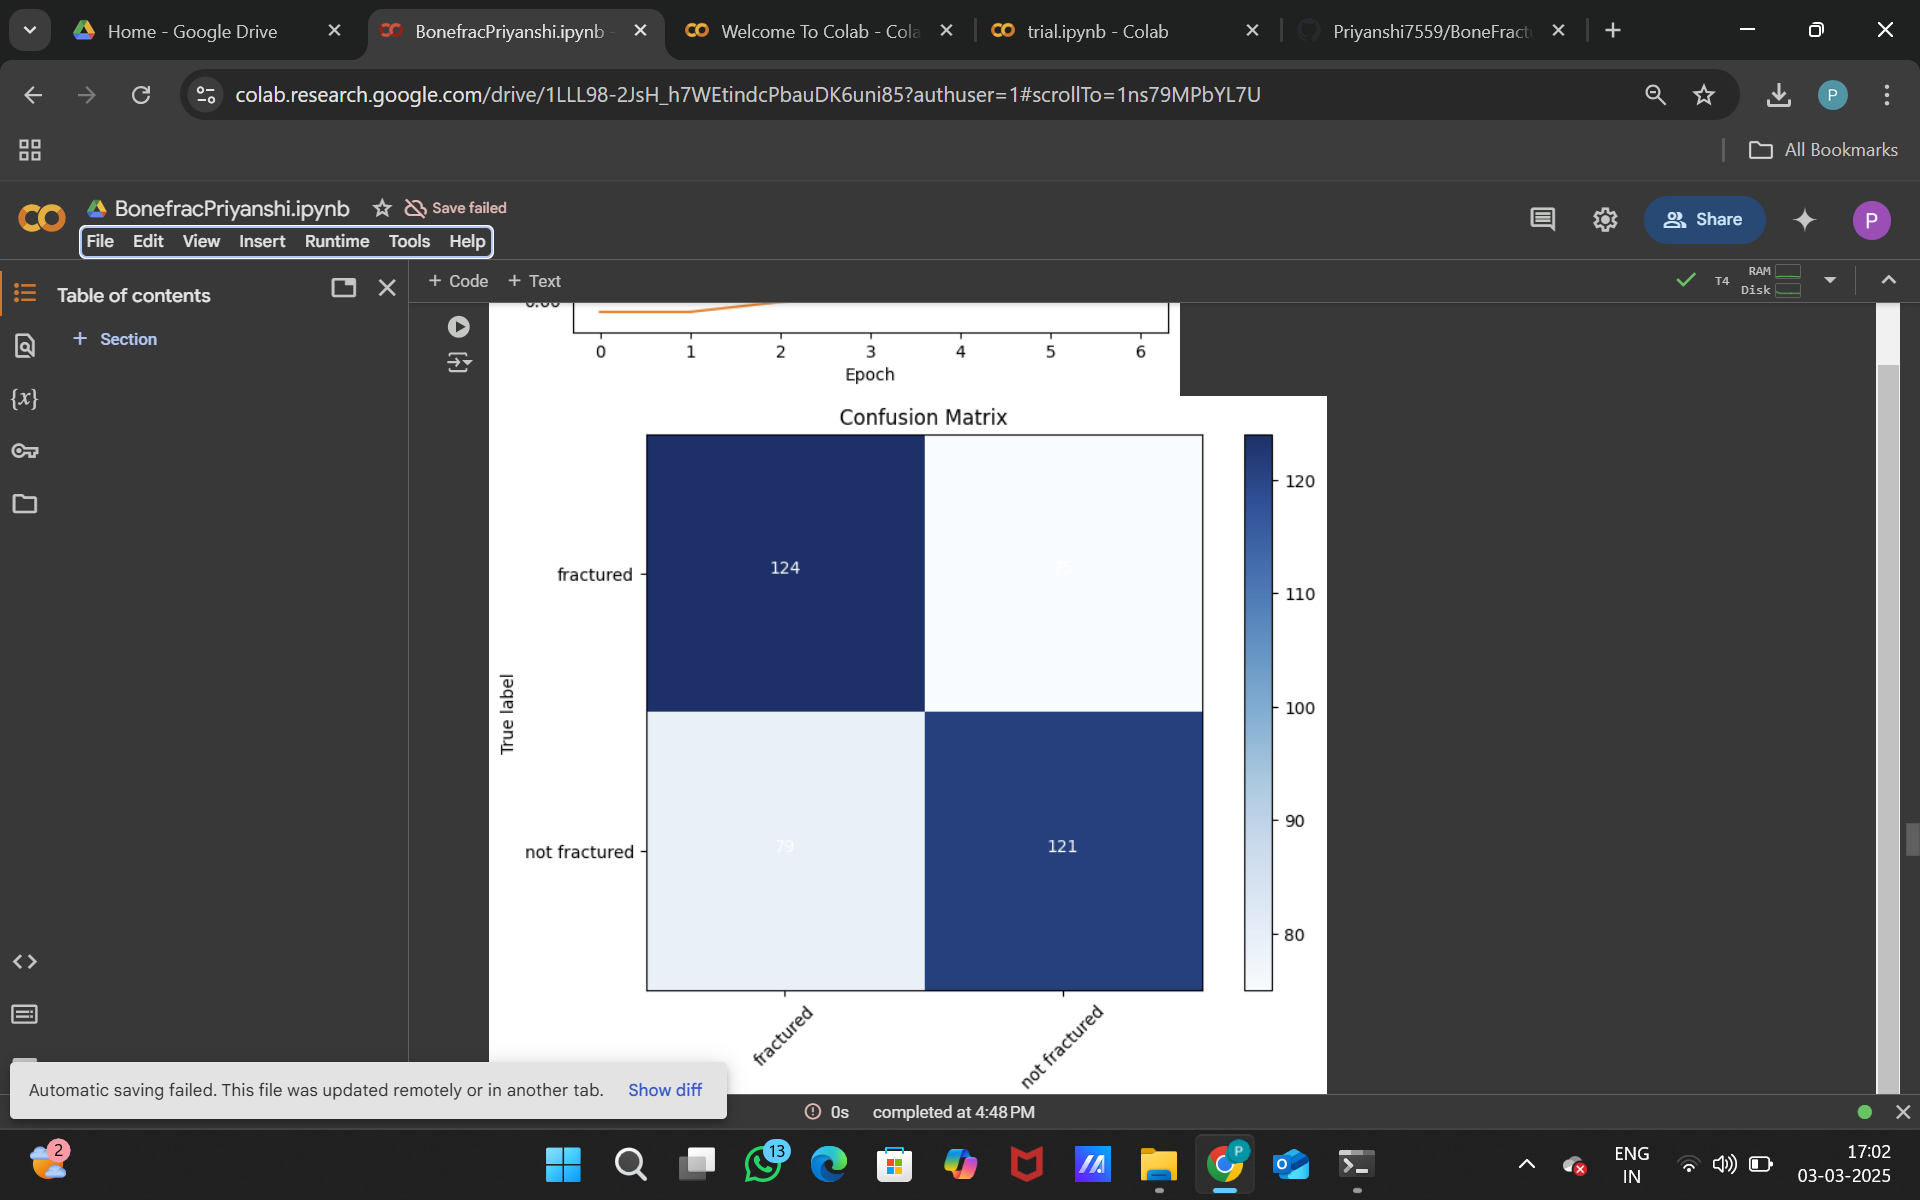 Home - Google Drive
BonefracPriyanshi.ipynb
Welcome To Colab - Cola
trial.ipynb - Colab
Priyanshi7559/BoneFract
colab.research.google.com/drive/1LLL98-2JsH_h7WEtindcPbauDK6uni85?authuser=1#scrollTo=1ns79MPbYL7U
P
All Bookmarks
BonefracPriyanshi.ipynb
Save failed
File Edit View Insert Runtime Tools Help
Share
P
Table of contents
+ Section
+ Code + Text
T4
RAM
Disk
{x}
0 1 2 3 4 5 6
Epoch
Confusion Matrix
124
75
79
121
fractured
not fractured
True label
fractured
not fractured
120
110
100
90
80
Automatic saving failed. This file was updated remotely or in another tab. Show diff
0s completed at 4:48 PM
2
13
P
ENG
IN
17:02
03-03-2025